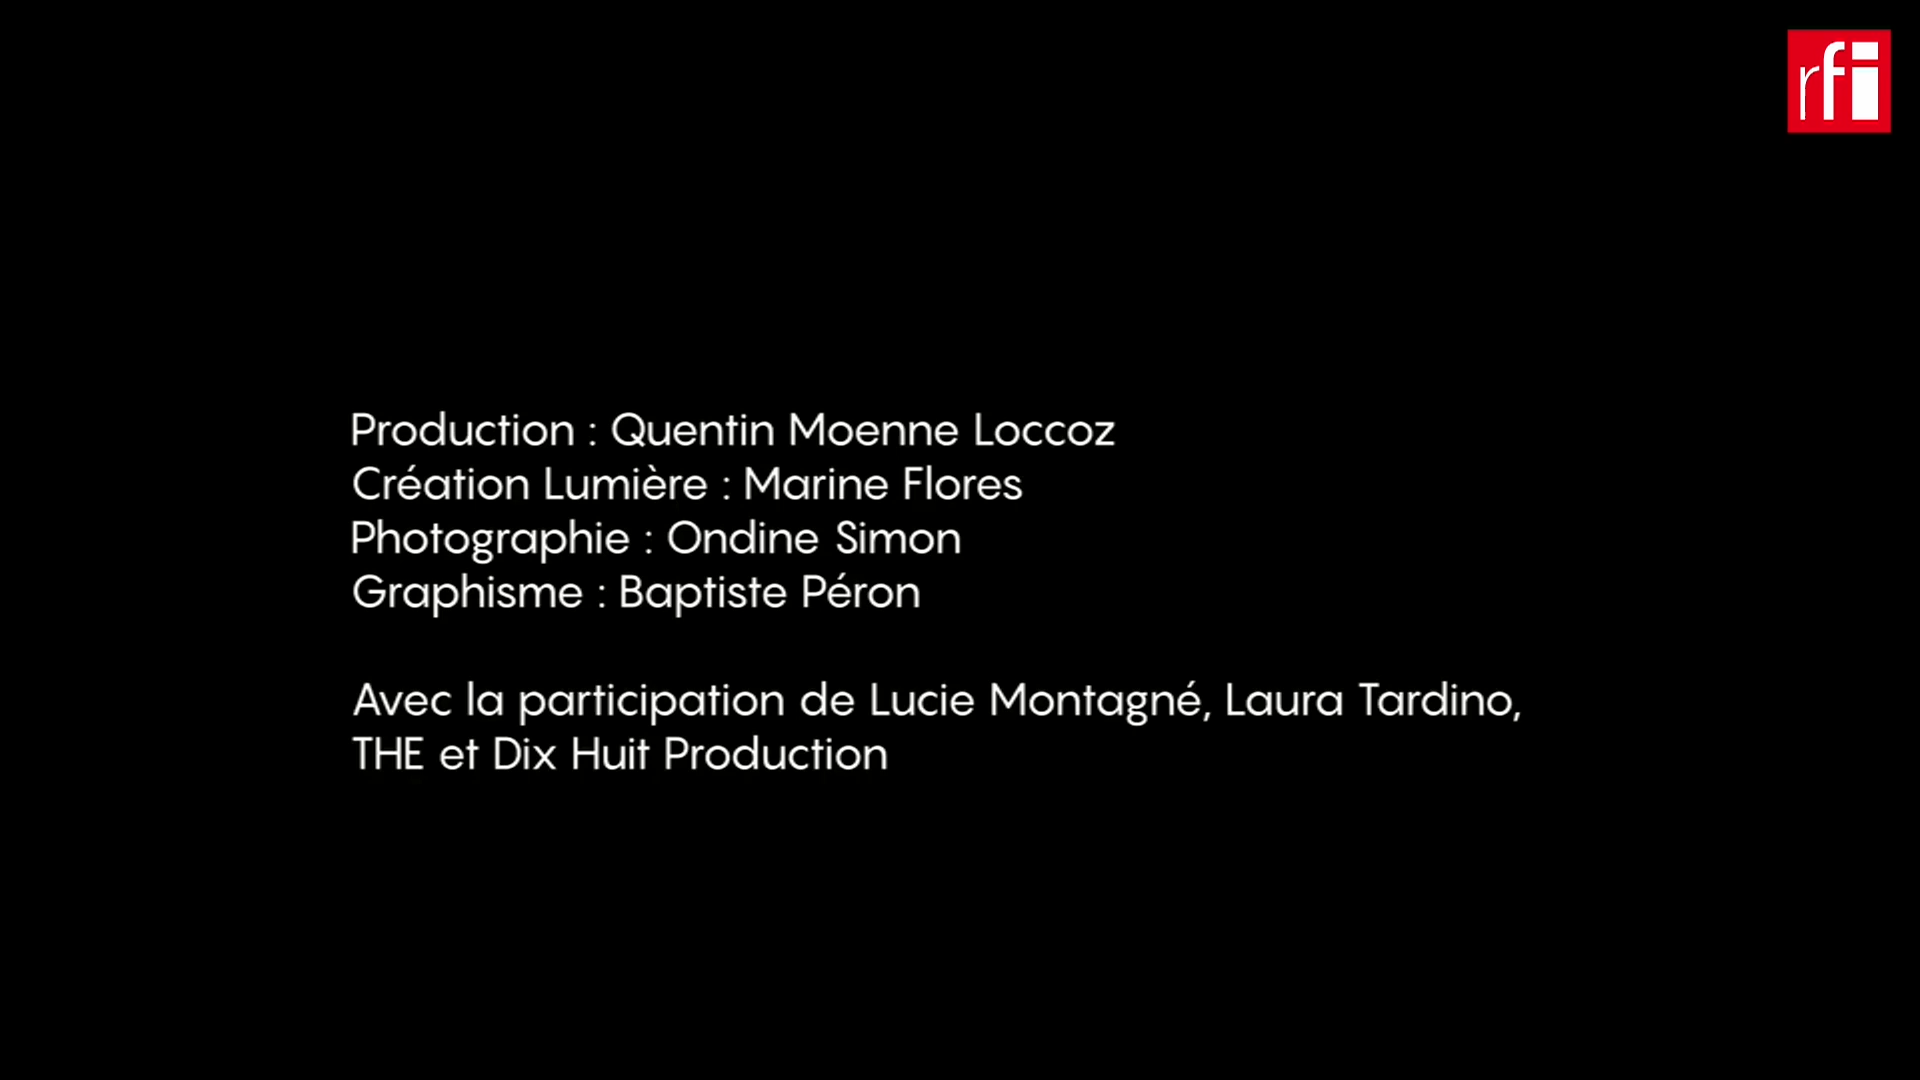 rfi
Production : Quentin Moenne Loccoz
Création Lumière : Marine Flores
Photographie : Ondine Simon
Graphisme : Baptiste Péron
Avec la participation de Lucie Montagné, Laura Tardino,
THE et Dix Huit Production